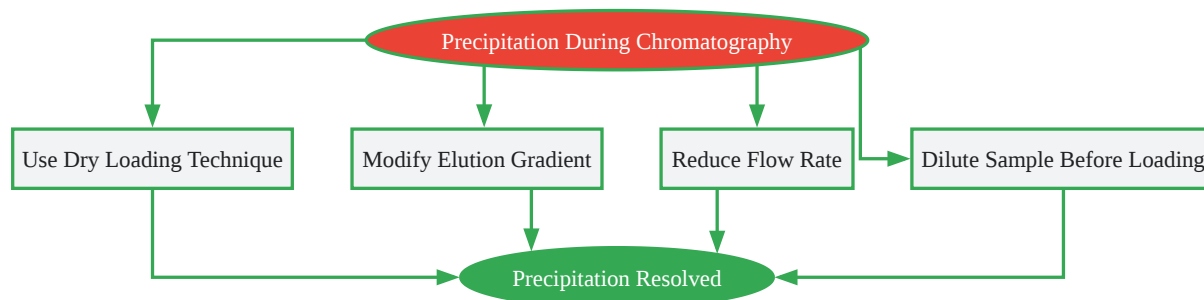 Precipitation During Chromatography
Use Dry Loading Technique
Modify Elution Gradient
Reduce Flow Rate
Dilute Sample Before Loading
Precipitation Resolved